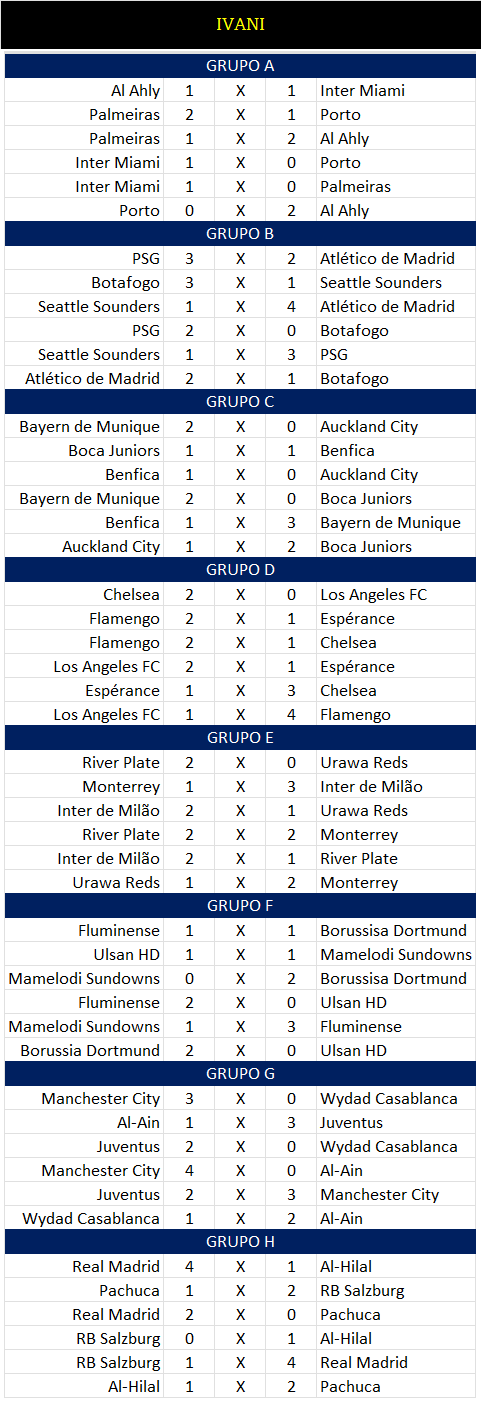 IVANI
GRUPO A
Al Ahly 1 X 1 Inter Miami
Palmeiras 2 X 1 Porto
Palmeiras 1 X 2 Al Ahly
Inter Miami 1 X 0 Porto
Inter Miami 1 X 0 Palmeiras
Porto 0 X 2 Al Ahly
GRUPO B
PSG 3 X 2 Atlético de Madrid
Botafogo 3 X 1 Seattle Sounders
Seattle Sounders 1 X 4 Atlético de Madrid
PSG 2 X 0 Botafogo
Seattle Sounders 1 X 3 PSG
Atlético de Madrid 2 X 1 Botafogo
GRUPO C
Bayern de Munique 2 X 0 Auckland City
Boca Juniors 1 X 1 Benfica
Benfica 1 X 0 Auckland City
Bayern de Munique 2 X 0 Boca Juniors
Benfica 1 X 3 Bayern de Munique
Auckland City 1 X 2 Boca Juniors
GRUPO D
Chelsea 2 X 0 Los Angeles FC
Flamengo 2 X 1 Espérance
Flamengo 2 X 1 Chelsea
Los Angeles FC 2 X 1 Espérance
Espérance 1 X 3 Chelsea
Los Angeles FC 1 X 4 Flamengo
GRUPO E
River Plate 2 X 0 Urawa Reds
Monterrey 1 X 3 Inter de Milão
Inter de Milão 2 X 1 Urawa Reds
River Plate 2 X 2 Monterrey
Inter de Milão 2 X 1 River Plate
Urawa Reds 1 X 2 Monterrey
GRUPO F
Fluminense 1 X 1 Borussisa Dortmund
Ulsan HD 1 X 1 Mamelodi Sundowns
Mamelodi Sundowns 0 X 2 Borussisa Dortmund
Fluminense 2 X 0 Ulsan HD
Mamelodi Sundowns 1 X 3 Fluminense
Borussia Dortmund 2 X 0 Ulsan HD
GRUPO G
Manchester City 3 X 0 Wydad Casablanca
Al-Ain 1 X 3 Juventus
Juventus 2 X 0 Wydad Casablanca
Manchester City 4 X 0 Al-Ain
Juventus 2 X 3 Manchester City
Wydad Casablanca 1 X 2 Al-Ain
GRUPO H
Real Madrid 4 X 1 Al-Hilal
Pachuca 1 X 2 RB Salzburg
Real Madrid 2 X 0 Pachuca
RB Salzburg 0 X 1 Al-Hilal
RB Salzburg 1 X 4 Real Madrid
Al-Hilal 1 X 2 Pachuca